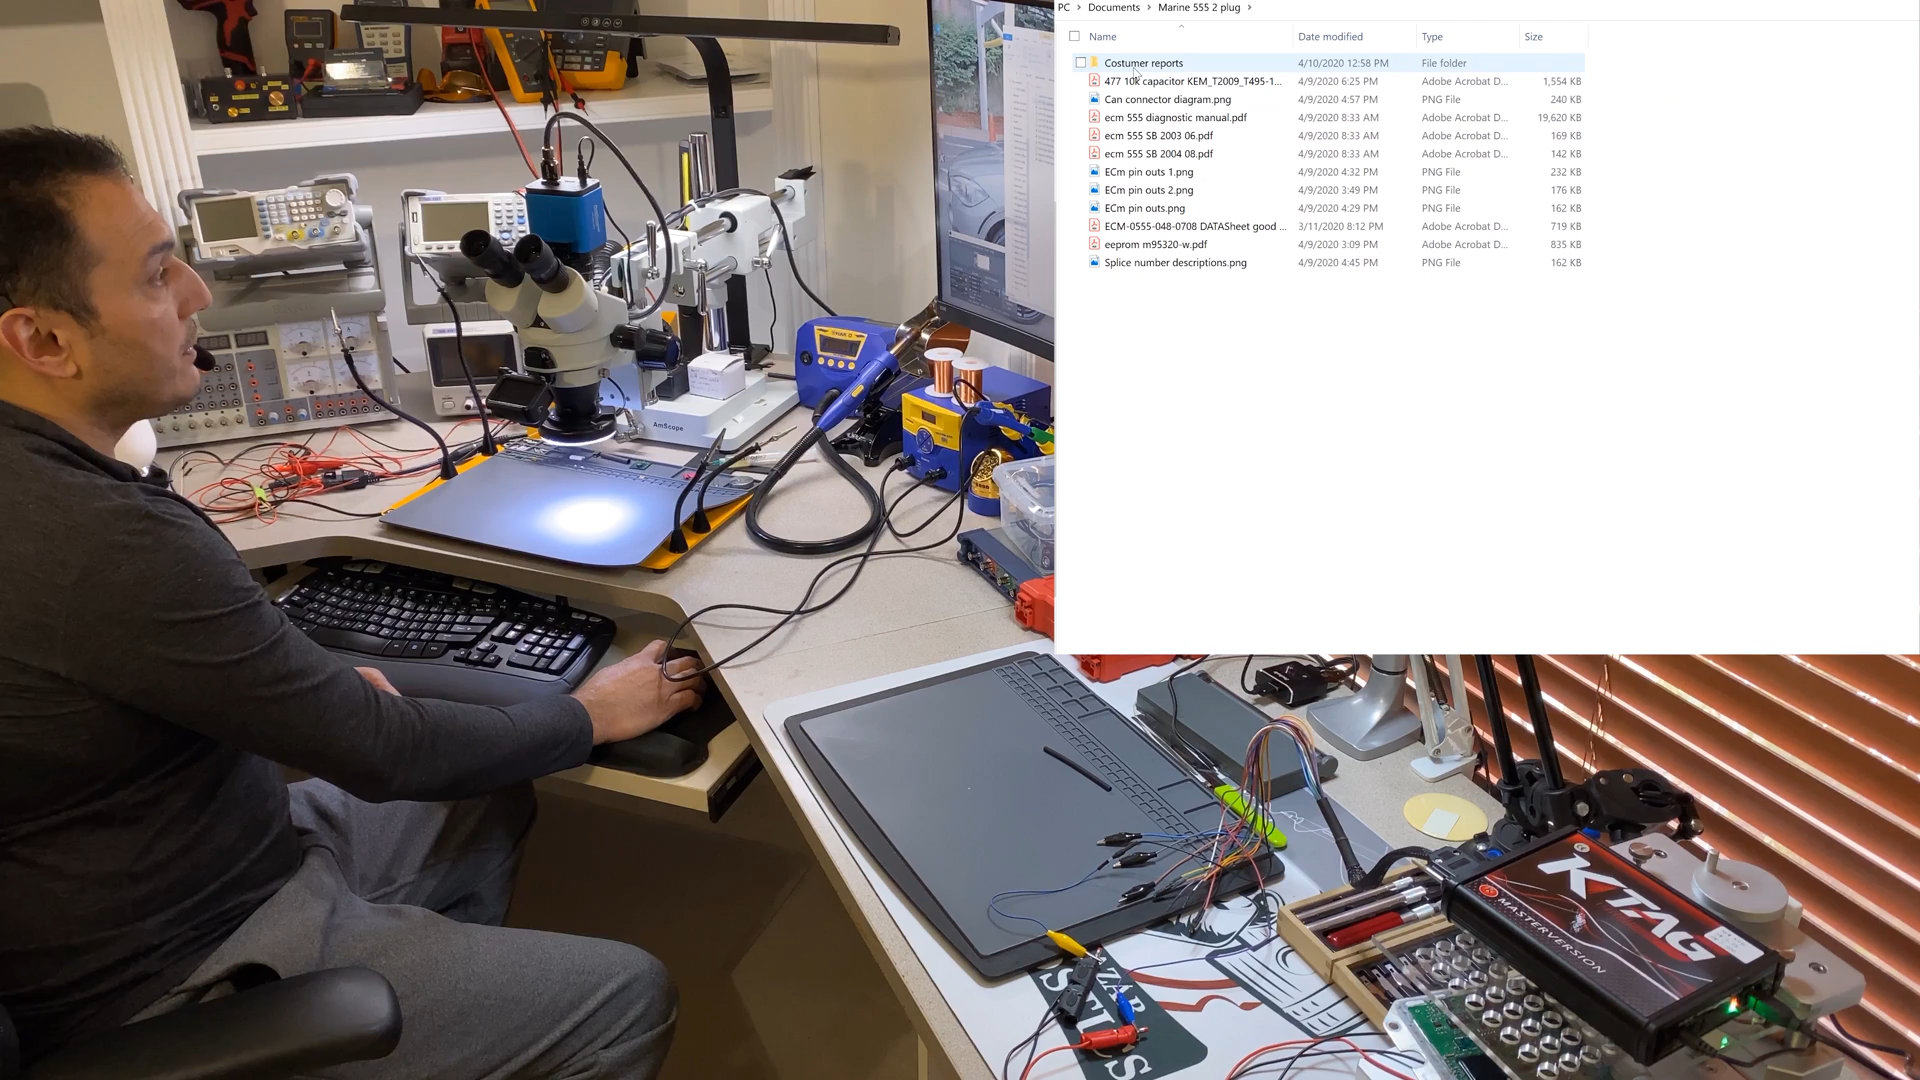 PC > Documents > Marine 555 2 plug >
Name Date modified Type Size
Costumer reports 4/10/2020 12:58 PM File folder
477 10k capacitor KEM_T2009_T495-1... 4/9/2020 6:25 PM Adobe Acrobat D... 1,554 KB
Can connector diagram.png 4/9/2020 4:57 PM PNG File 240 KB
ecm 555 diagnostic manual.pdf 4/9/2020 8:33 AM Adobe Acrobat D... 19,620 KB
ecm 555 SB 2003 06.pdf 4/9/2020 8:33 AM Adobe Acrobat D... 169 KB
ecm 555 SB 2004 08.pdf 4/9/2020 8:33 AM Adobe Acrobat D... 142 KB
ECm pin outs 1.png 4/9/2020 4:32 PM PNG File 232 KB
ECm pin outs 2.png 4/9/2020 3:49 PM PNG File 176 KB
ECm pin outs.png 4/9/2020 4:29 PM PNG File 162 KB
ECM-0555-048-0708 DATASheet good ... 3/11/2020 8:12 PM Adobe Acrobat D... 719 KB
eeprom m95320-w.pdf 4/9/2020 3:09 PM Adobe Acrobat D... 835 KB
Splice number descriptions.png 4/9/2020 4:45 PM PNG File 162 KB
AmScope
KTAG
MASTERVERSION